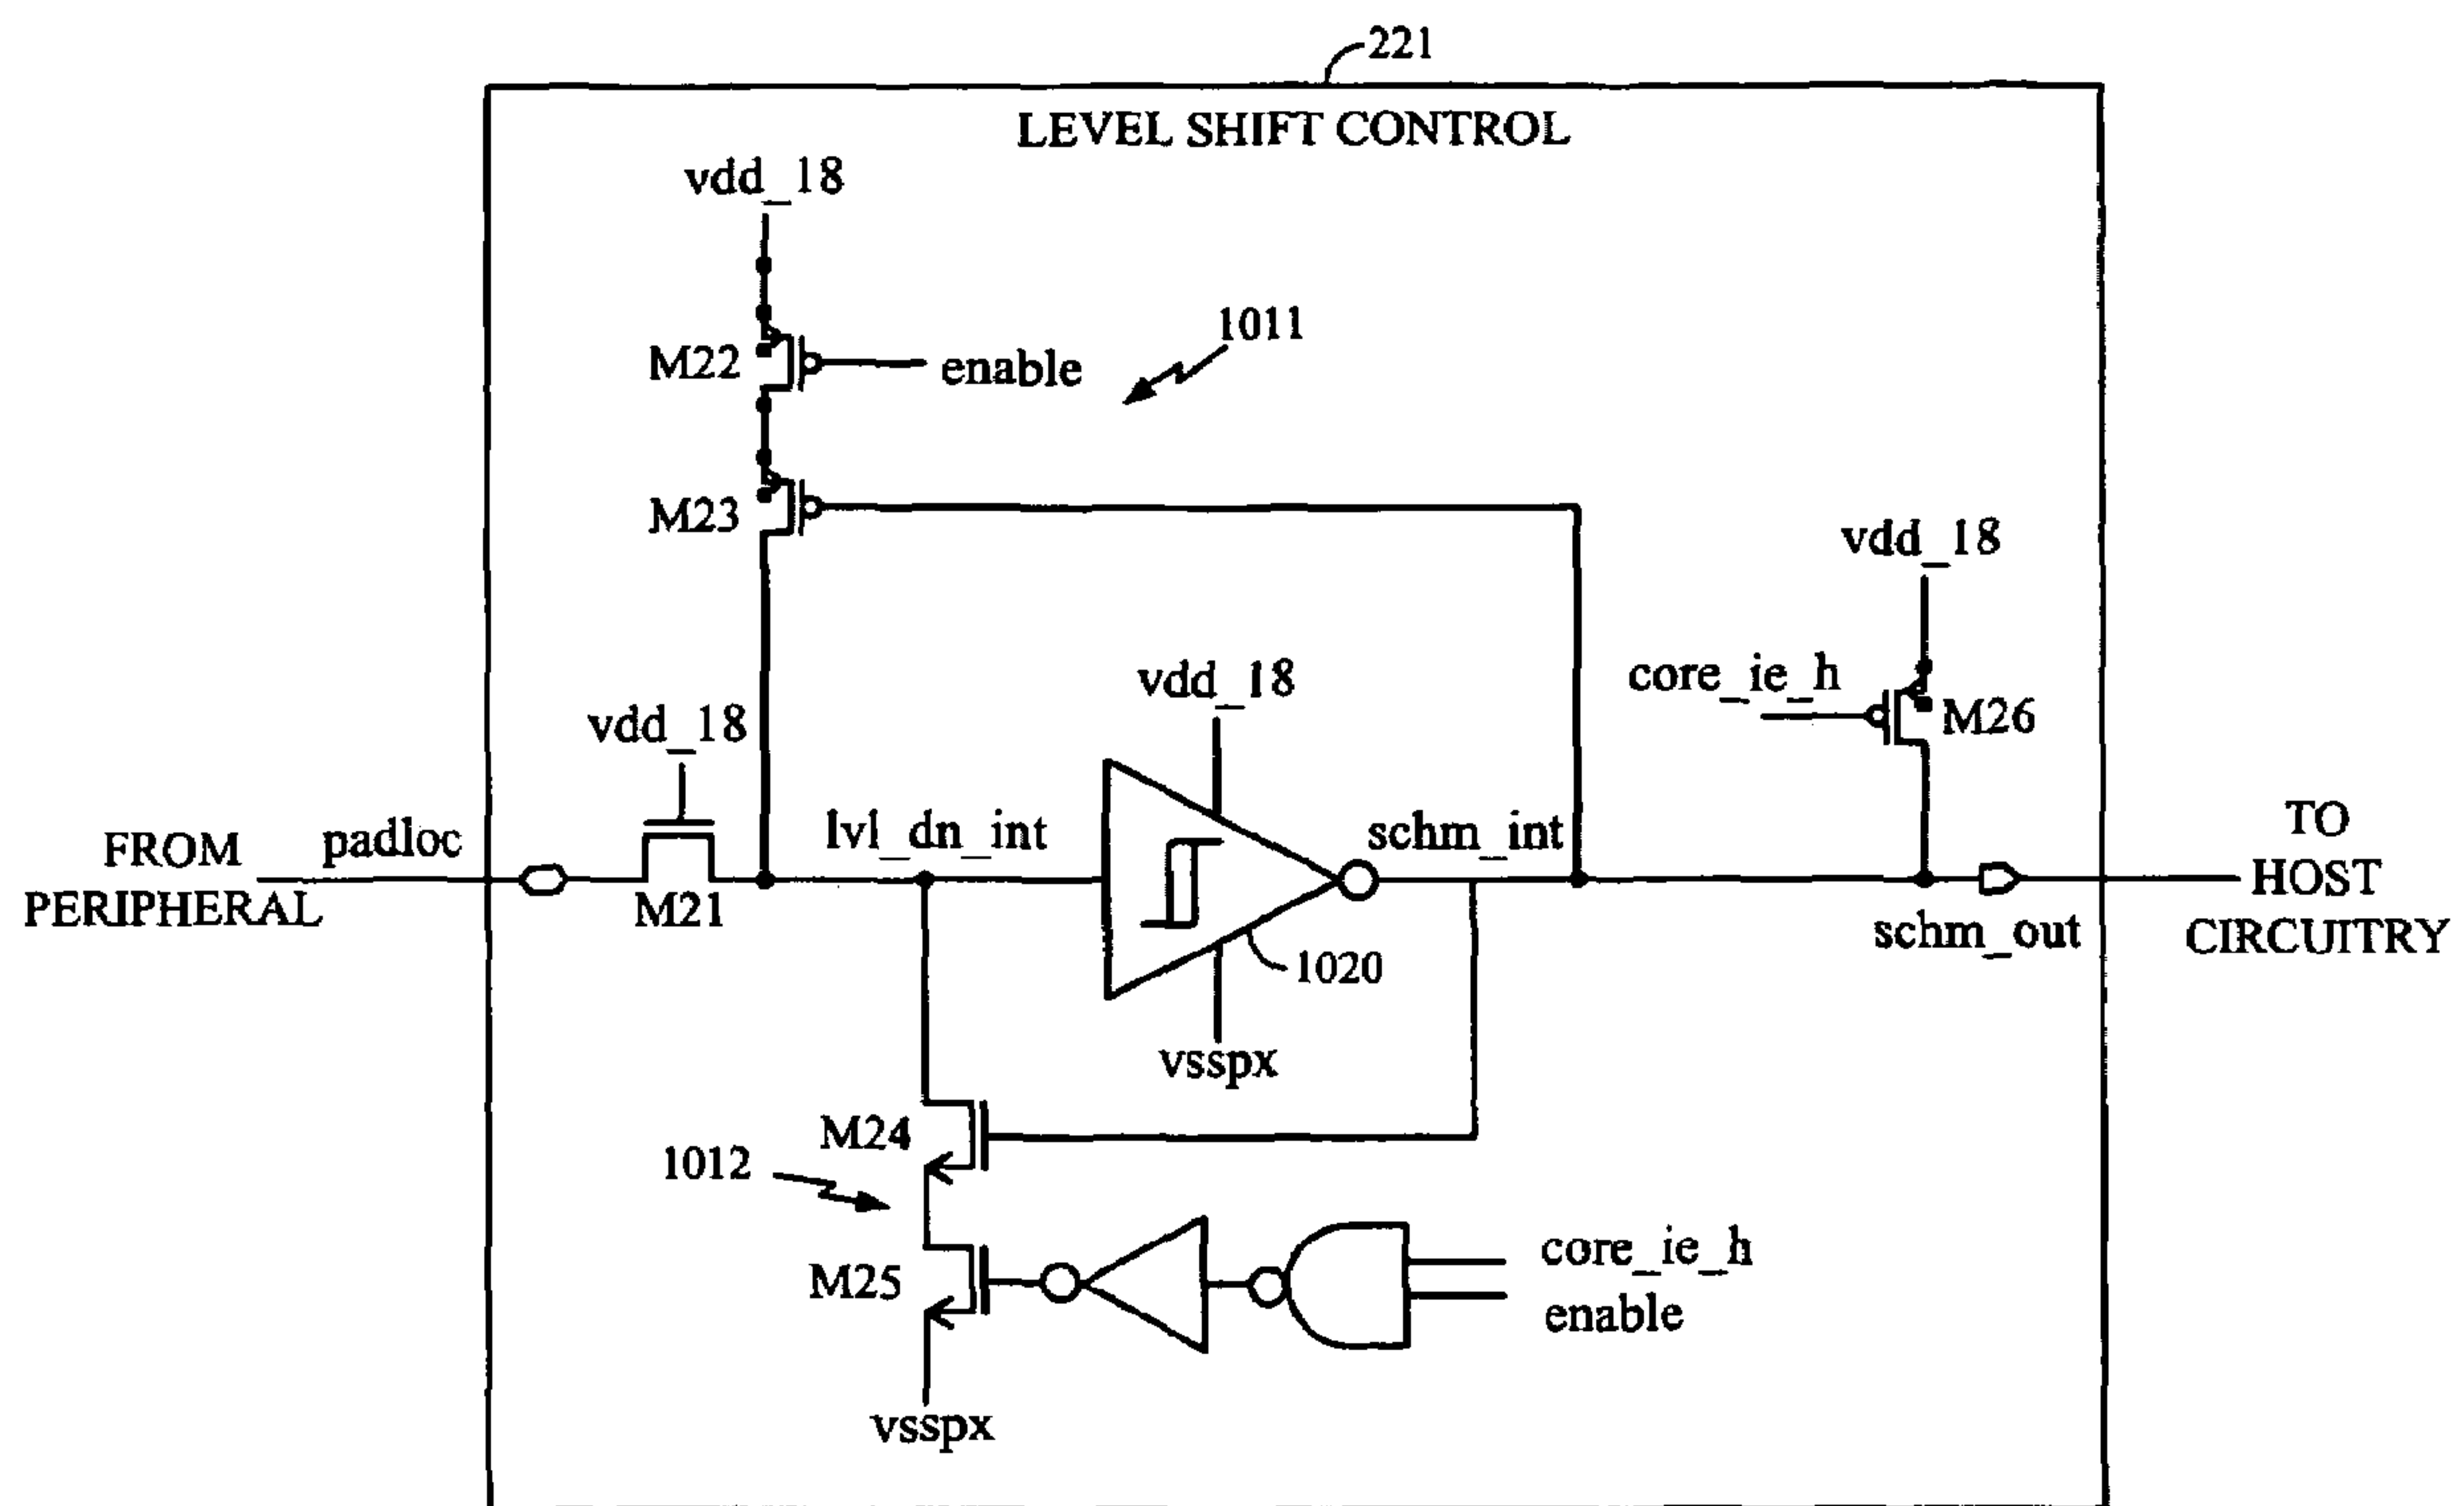 221
LEVEL SHIFT CONTROL
vdd_18
1011
M22
enable
M23
vdd_18
vdd_18
core_ie_h
M26
vdd_18
FROM
PERIPHERAL
padloc
M21
lvl_dn_int
schm_int
TO
HOST
CIRCUITRY
schm_out
1020
vsspx
M24
1012
M25
core_ie_h
enable
vsspx